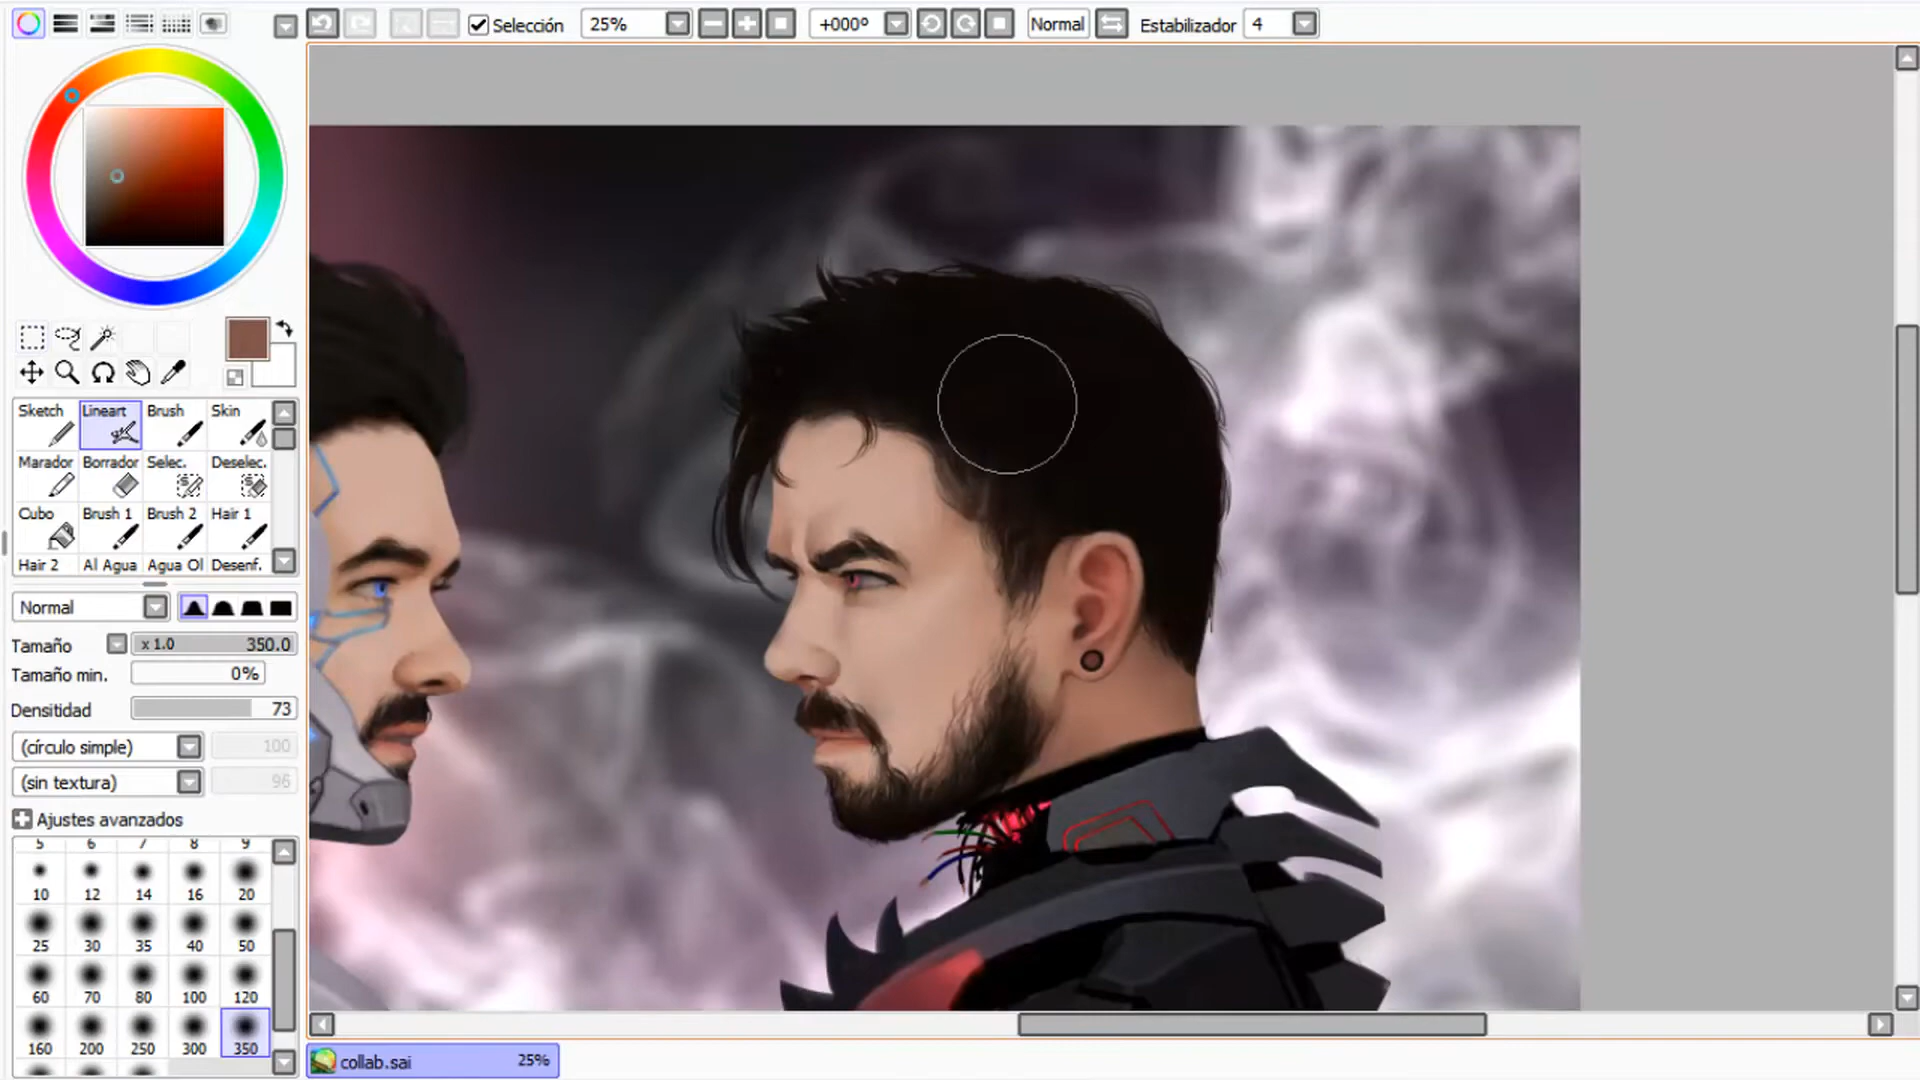 Selección 25% +000º Normal Estabilizador 4
Sketch Lineart Brush Skin
Marador Borrador Selec. Deselec.
Cubo Brush 1 Brush 2 Hair 1
Hair 2 Al Agua Agua Ol Desenf.
Normal
Tamaño x 1.0 350.0
Tamaño min. 0%
Densitidad 73
(círculo simple) 100
(sin textura) 96
Ajustes avanzados
5 6 7 8 9
10 12 14 16 20
25 30 35 40 50
60 70 80 100 120
160 200 250 300 350
collab.sai 25%